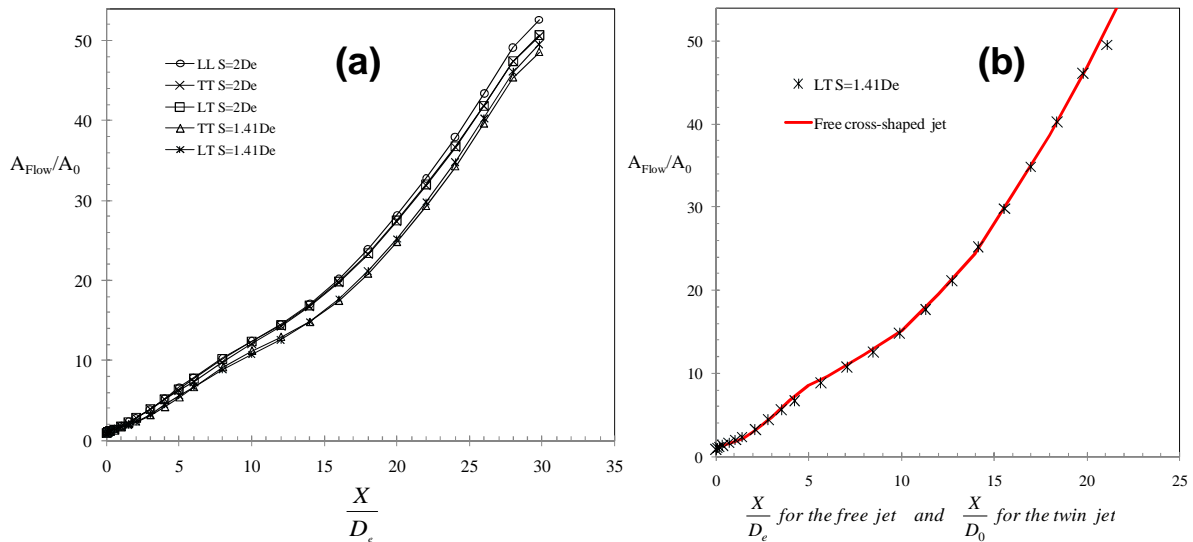 (a)
LL S=2De
TT S=2De
LT S=2De
TT S=1.41De
LT S=1.41De
A_Flow/A_0
50
40
30
20
10
0
0 5 10 15 20 25 30 35
X
D_e
(b)
LT S=1.41De
Free cross-shaped jet
A_Flow/A_0
50
40
30
20
10
0
0 5 10 15 20 25
X/D_e for the free jet and X/D_0 for the twin jet